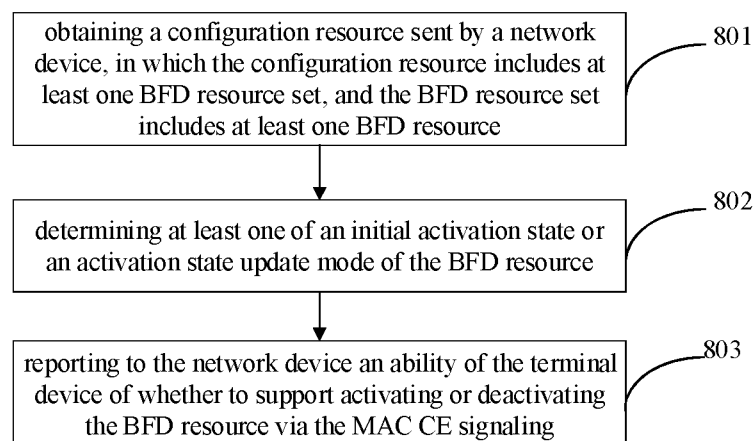 obtaining a configuration resource sent by a network
device, in which the configuration resource includes at
least one BFD resource set, and the BFD resource set
includes at least one BFD resource
801
determining at least one of an initial activation state or
an activation state update mode of the BFD resource
802
reporting to the network device an ability of the terminal
device of whether to support activating or deactivating
the BFD resource via the MAC CE signaling
803